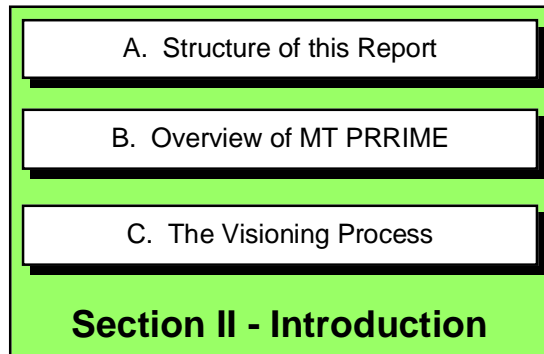 A. Structure of this Report
B. Overview of MT PRRIME
C. The Visioning Process
Section II - Introduction